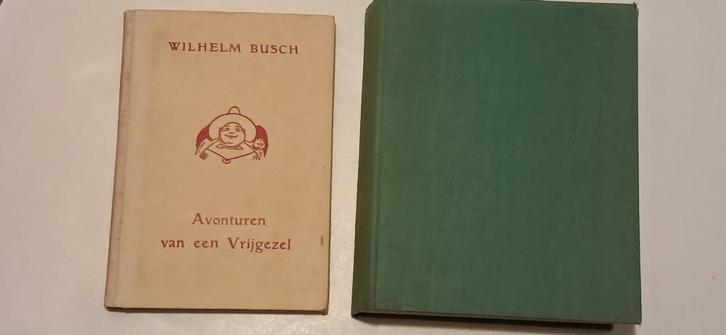 WILHELM BUSCH
Avonturen
van een Vrijgezel